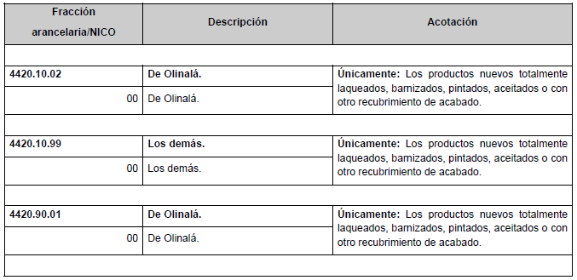 Fracción
arancelaria/NICO
Descripción
Acotación
4420.10.02
De Olinalá.
Únicamente: Los productos nuevos totalmente
laqueados, barnizados, pintados, aceitados o con
otro recubrimiento de acabado.
00
De Olinalá.
4420.10.99
Los demás.
Únicamente: Los productos nuevos totalmente
laqueados, barnizados, pintados, aceitados o con
otro recubrimiento de acabado.
00
Los demás.
4420.90.01
De Olinalá.
Únicamente: Los productos nuevos totalmente
laqueados, barnizados, pintados, aceitados o con
otro recubrimiento de acabado.
00
De Olinalá.